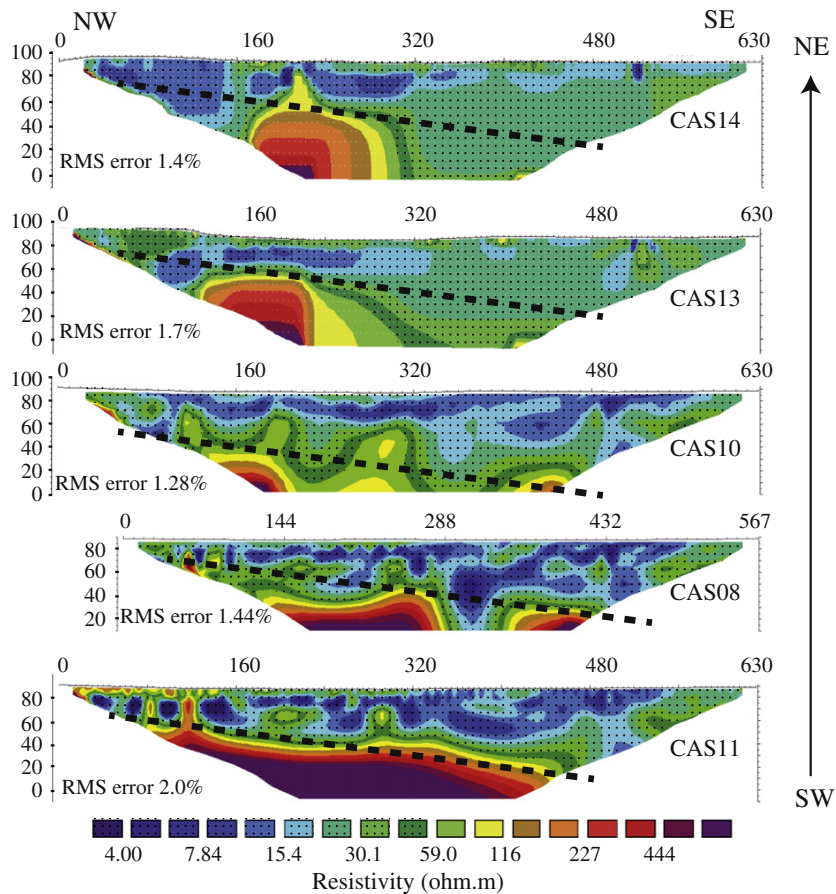 NW SE
0 160 320 480 630
NE
100
80
60
40
20
0
CAS14
RMS error 1.4%
0 160 320 480 630
100
80
60
40
20
0
CAS13
RMS error 1.7%
0 160 320 480 630
100
80
60
40
20
0
CAS10
RMS error 1.28%
0 144 288 432 567
80
60
40
20
CAS08
RMS error 1.44%
0 160 320 480 630
80
60
40
20
0
CAS11
RMS error 2.0%
SW
4.00 7.84 15.4 30.1 59.0 116 227 444
Resistivity (ohm.m)